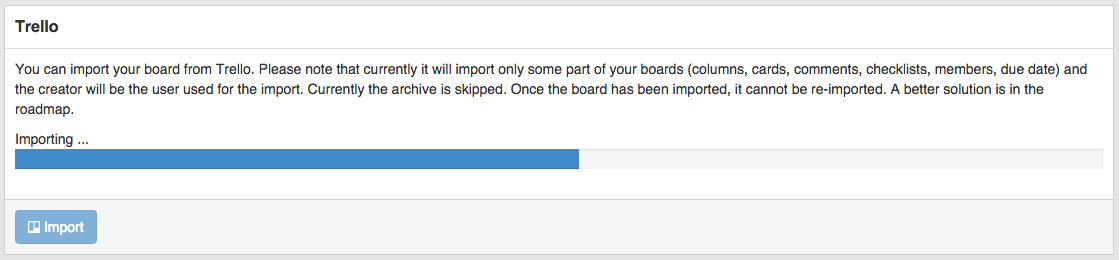 Trello
You can import your board from Trello. Please note that currently it will import only some part of your boards (columns, cards, comments, checklists, members, due date) and
the creator will be the user used for the import. Currently the archive is skipped. Once the board has been imported, it cannot be re-imported. A better solution is in the
roadmap.
Importing ...
Import